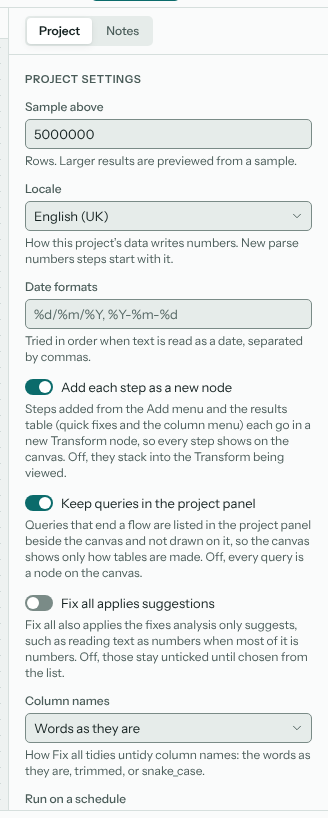 Project Notes
PROJECT SETTINGS
Sample above
5000000
Rows. Larger results are previewed from a sample.
Locale
English (UK)
How this project's data writes numbers. New parse
numbers steps start with it.
Date formats
%d/%m/%Y, %Y-%m-%d
Tried in order when text is read as a date, separated
by commas.
Add each step as a new node
Steps added from the Add menu and the results
table (quick fixes and the column menu) each go in a
new Transform node, so every step shows on the
canvas. Off, they stack into the Transform being
viewed.
Keep queries in the project panel
Queries that end a flow are listed in the project panel
beside the canvas and not drawn on it, so the canvas
shows only how tables are made. Off, every query is
a node on the canvas.
Fix all applies suggestions
Fix all also applies the fixes analysis only suggests,
such as reading text as numbers when most of it is
numbers. Off, those stay unticked until chosen from
the list.
Column names
Words as they are
How Fix all tidies untidy column names: the words as
they are, trimmed, or snake_case.
Run on a schedule